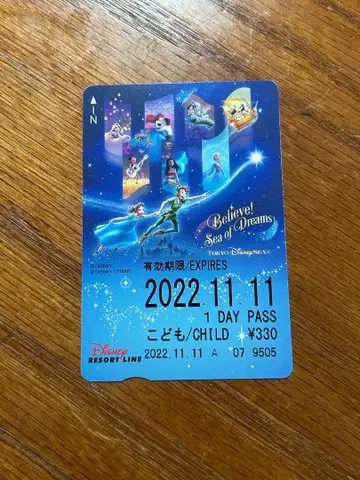 IN
Believe!
Sea of Dreams
TOKYO DISNEYSEA
©DISNEY
©DISNEY / PIXAR
有効期限/EXPIRES
2022.11.11
1 DAY PASS
こども/CHILD ¥330
2022.11.11 A 07 9505
Disney
RESORT LINE